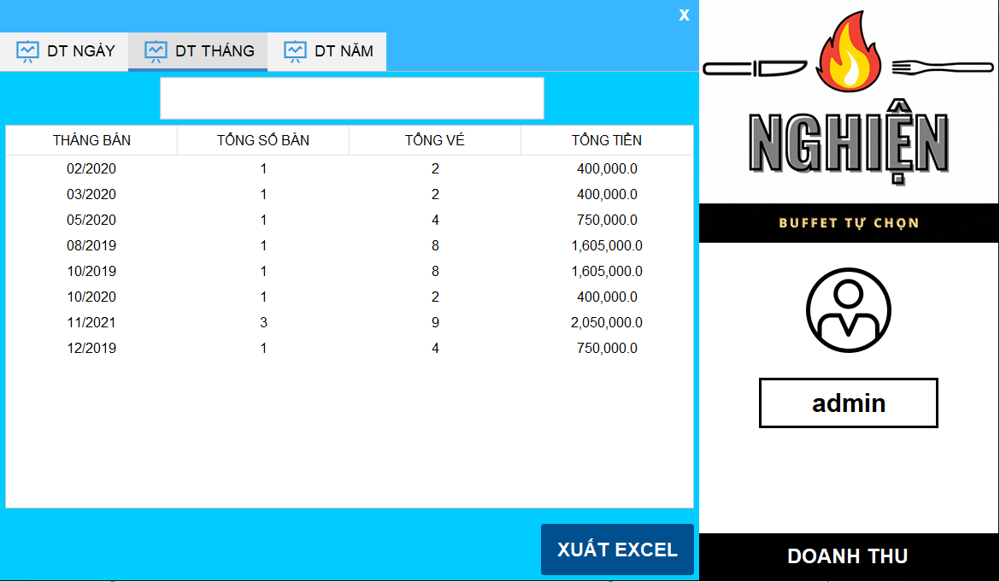 X
DT NGÀY DT THÁNG DT NĂM
THÁNG BÁN TỔNG SỐ BÀN TỔNG VÉ TỔNG TIỀN
02/2020 1 2 400,000.0
03/2020 1 2 400,000.0
05/2020 1 4 750,000.0
08/2019 1 8 1,605,000.0
10/2019 1 8 1,605,000.0
10/2020 1 2 400,000.0
11/2021 3 9 2,050,000.0
12/2019 1 4 750,000.0
XUẤT EXCEL
NGHIỆN
BUFFET TỰ CHỌN
admin
DOANH THU